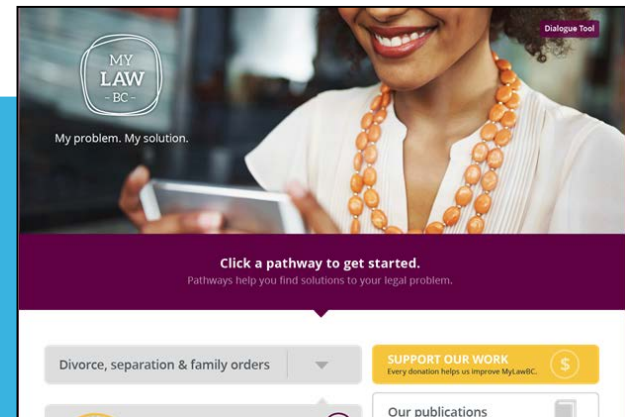 Dialogue Tool
MY
LAW
- BC -
My problem. My solution.
Click a pathway to get started.
Pathways help you find solutions to your legal problem.
Divorce, separation & family orders
SUPPORT OUR WORK
Every donation helps us improve MyLawBC.
$
Our publications